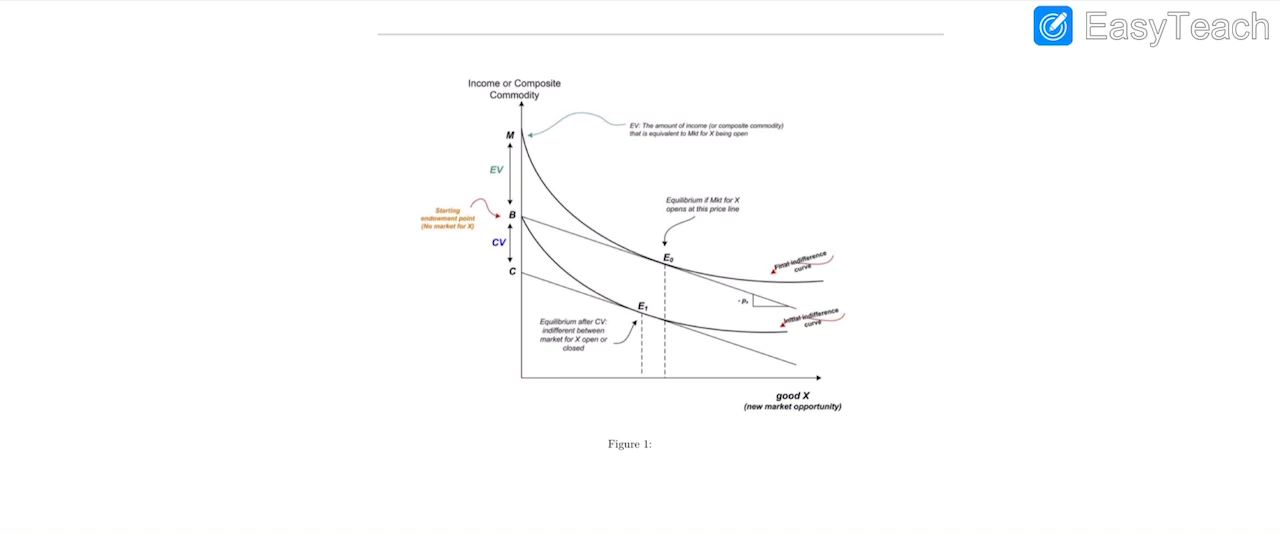 EasyTeach
Income or Composite
Commodity
M
EV: The amount of income (or composite commodity)
that is equivalent to Mkt for X being open
EV
Equilibrium if Mkt for X
opens at this price line
Starting
endowment point
(No market for X)
B
CV
C
E₀
Final indifference
curve
- pₓ
E₁
Initial indifference
curve
Equilibrium after CV:
indifferent between
market for X open or
closed
good X
(new market opportunity)
Figure 1: